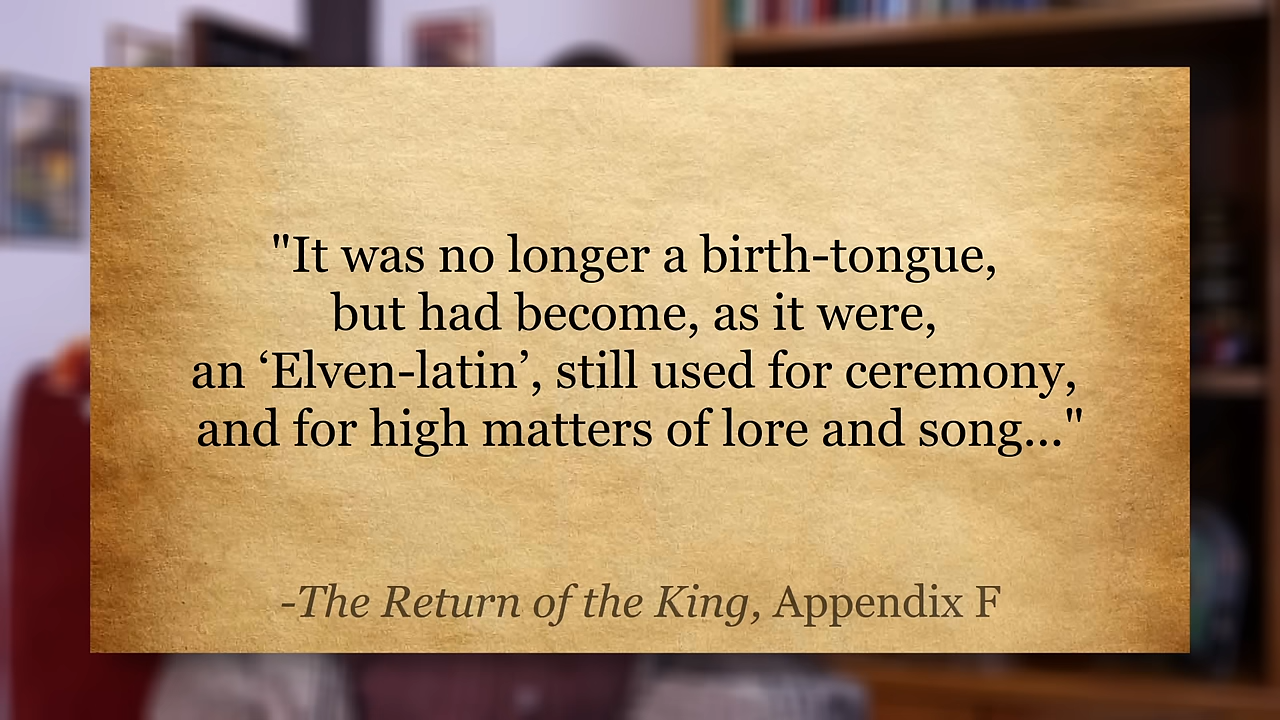 "It was no longer a birth-tongue,
but had become, as it were,
an ‘Elven-latin’, still used for ceremony,
and for high matters of lore and song..."
-The Return of the King, Appendix F